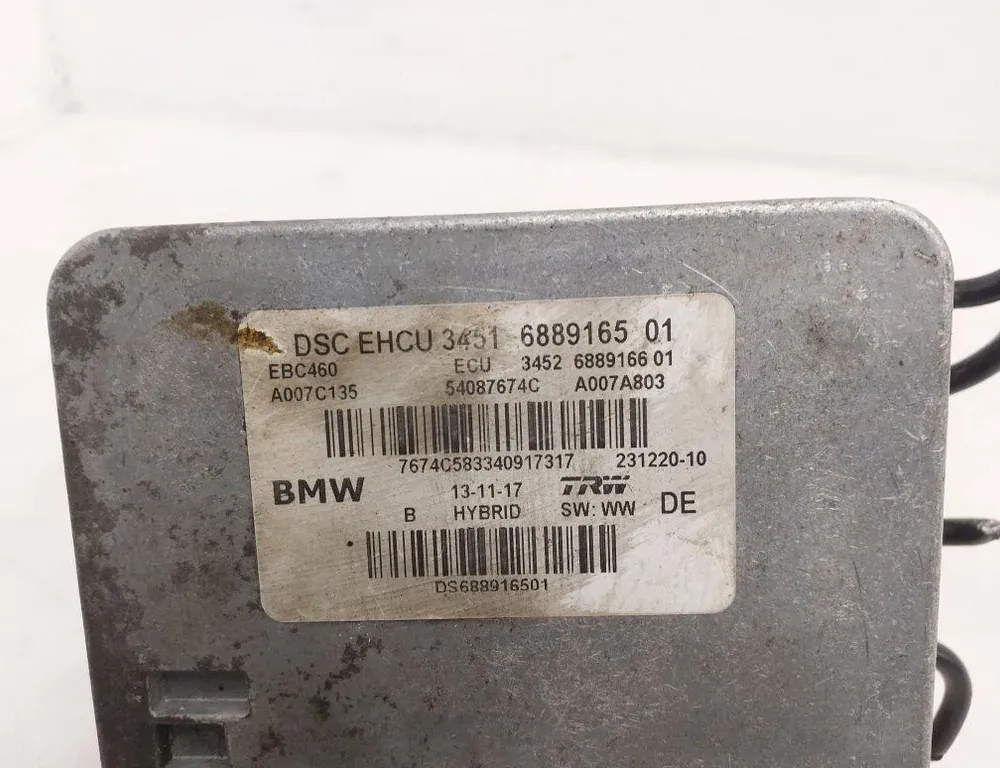 DSC EHCU 3451 6889165 01
EBC460 ECU 3452 6889166 01
A007C135 54087674C A007A803
7674C583340917317 231220-10
BMW 13-11-17 TRW
B HYBRID SW: WW DE
DS688916501